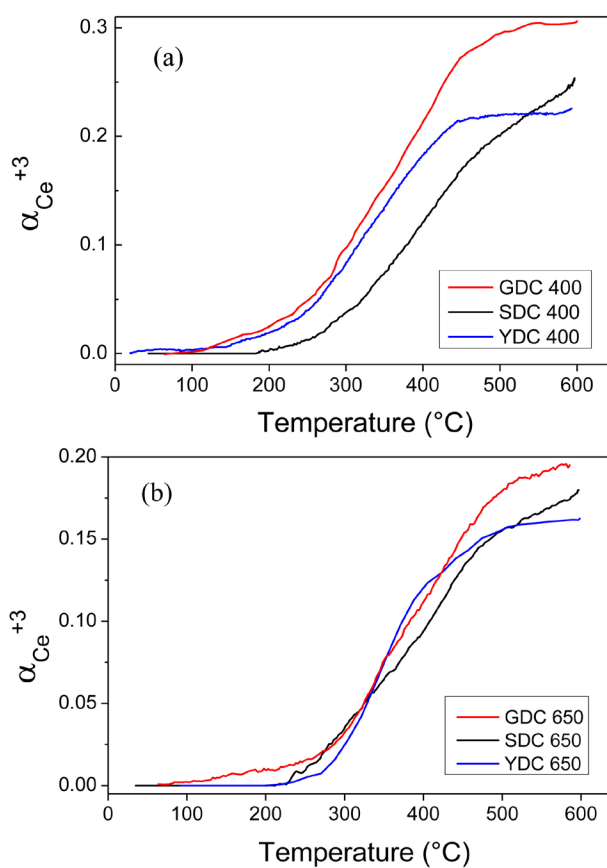 (a)
0.3
0.2
0.1
0.0
α Ce +3
GDC 400
SDC 400
YDC 400
0 100 200 300 400 500 600
Temperature (°C)
(b)
0.20
0.15
0.10
0.05
0.00
α Ce +3
GDC 650
SDC 650
YDC 650
0 100 200 300 400 500 600
Temperature (°C)